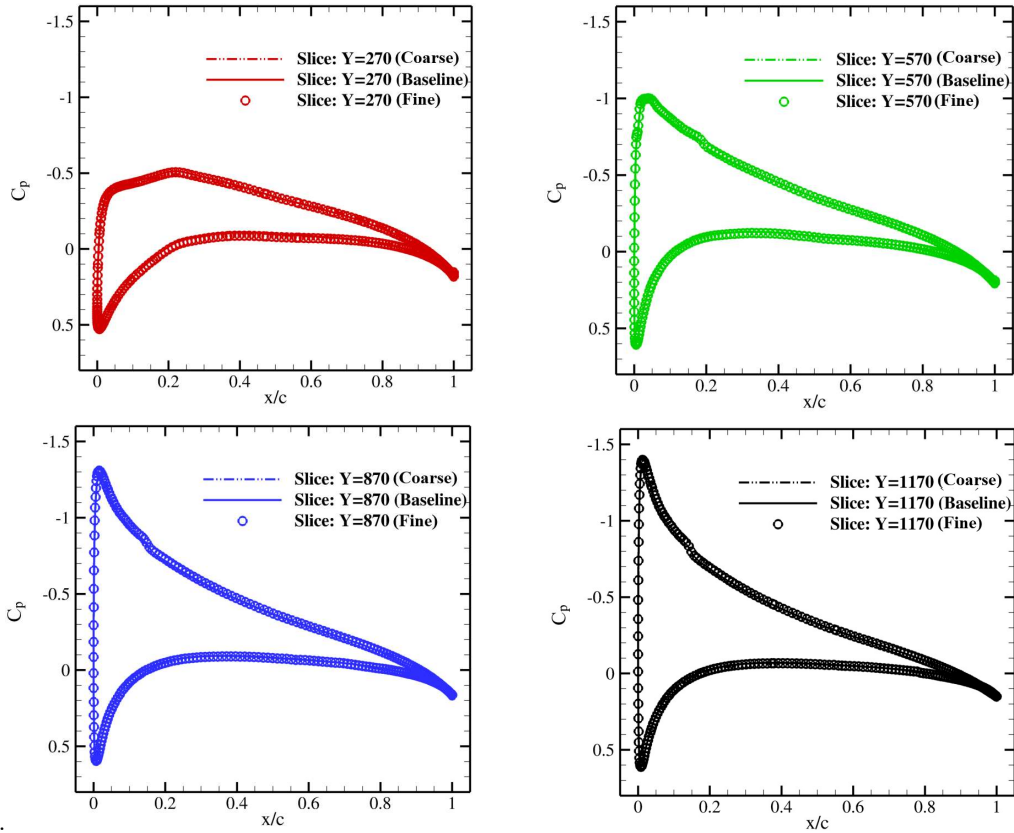 -1.5
-1
-0.5
0
0.5
Cp
Slice: Y=270 (Coarse)
Slice: Y=270 (Baseline)
Slice: Y=270 (Fine)
0 0.2 0.4 0.6 0.8 1
x/c
-1.5
-1
-0.5
0
0.5
Cp
Slice: Y=570 (Coarse)
Slice: Y=570 (Baseline)
Slice: Y=570 (Fine)
0 0.2 0.4 0.6 0.8 1
x/c
-1.5
-1
-0.5
0
0.5
Cp
Slice: Y=870 (Coarse)
Slice: Y=870 (Baseline)
Slice: Y=870 (Fine)
0 0.2 0.4 0.6 0.8 1
x/c
-1.5
-1
-0.5
0
0.5
Cp
Slice: Y=1170 (Coarse)
Slice: Y=1170 (Baseline)
Slice: Y=1170 (Fine)
0 0.2 0.4 0.6 0.8 1
x/c
.